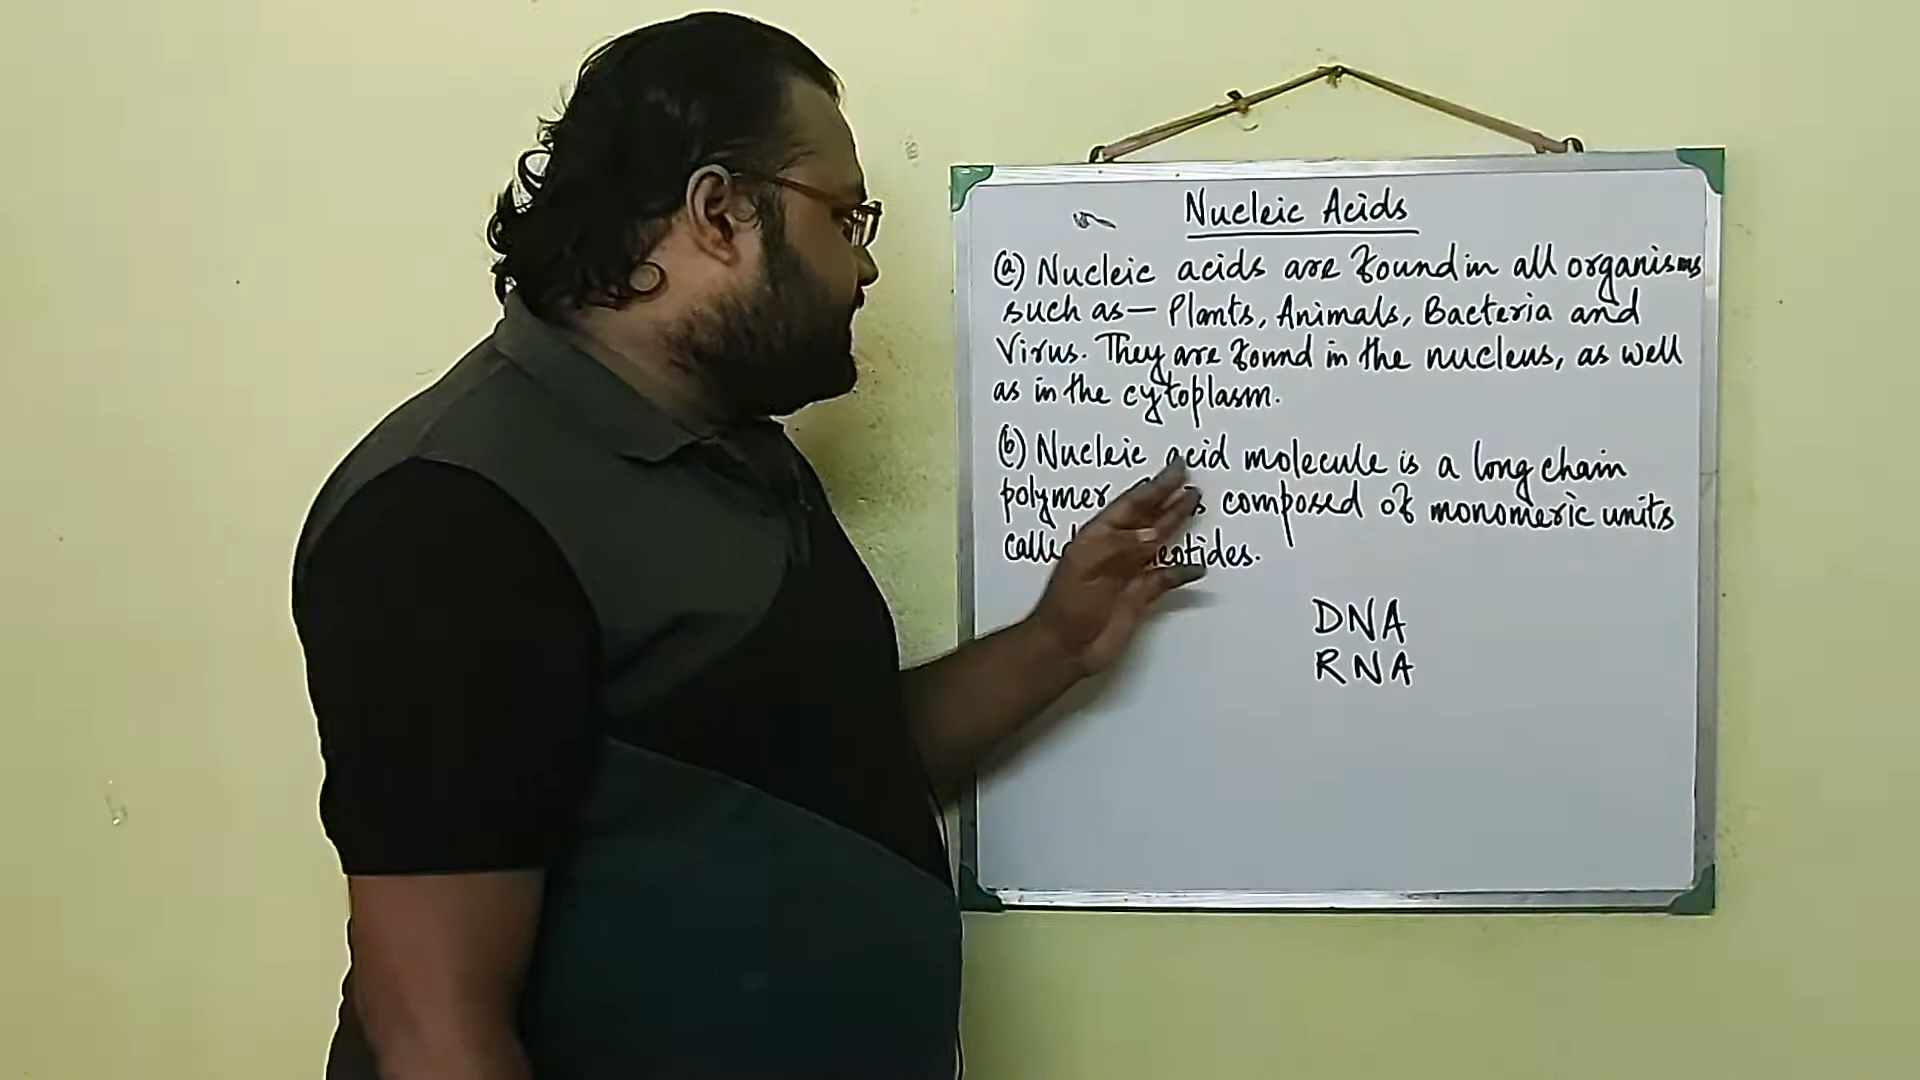 Nucleic Acids
(a) Nucleic acids are found in all organisms
such as— Plants, Animals, Bacteria and
Virus. They are found in the nucleus, as well
as in the cytoplasm.
(b) Nucleic acid molecule is a long chain
polymer composed of monomeric units
DNA
RNA